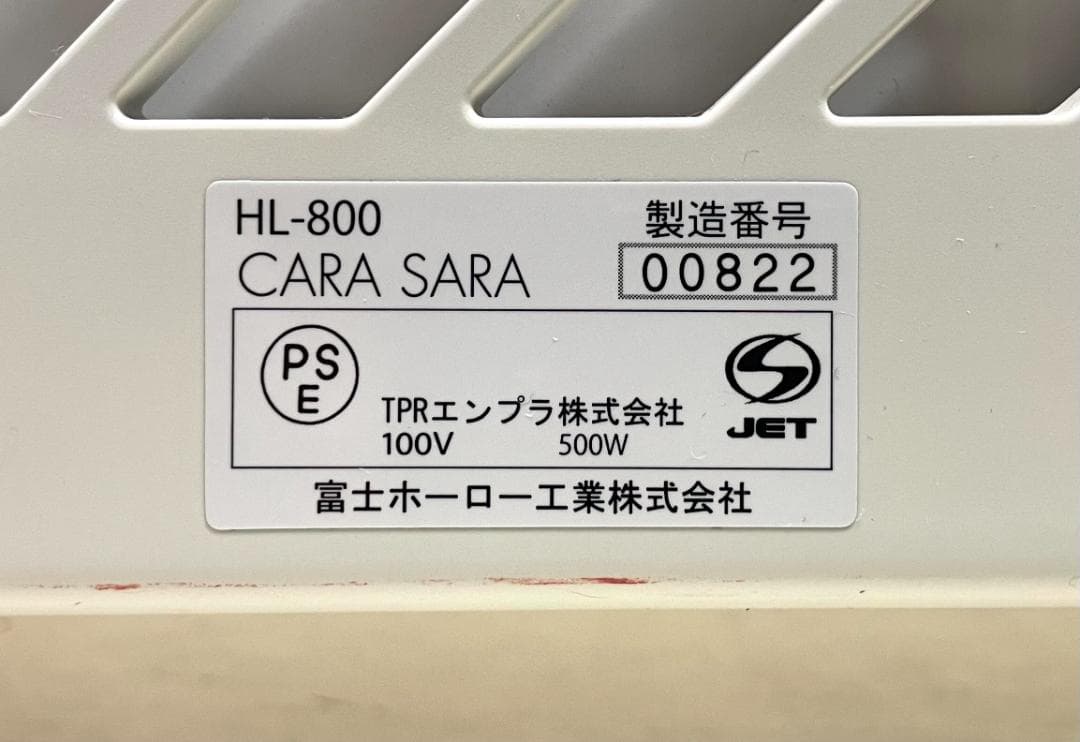 HL-800
CARA SARA
製造番号
00822
PS
E
TPRエンプラ株式会社
100V 500W
JET
富士ホーロー工業株式会社